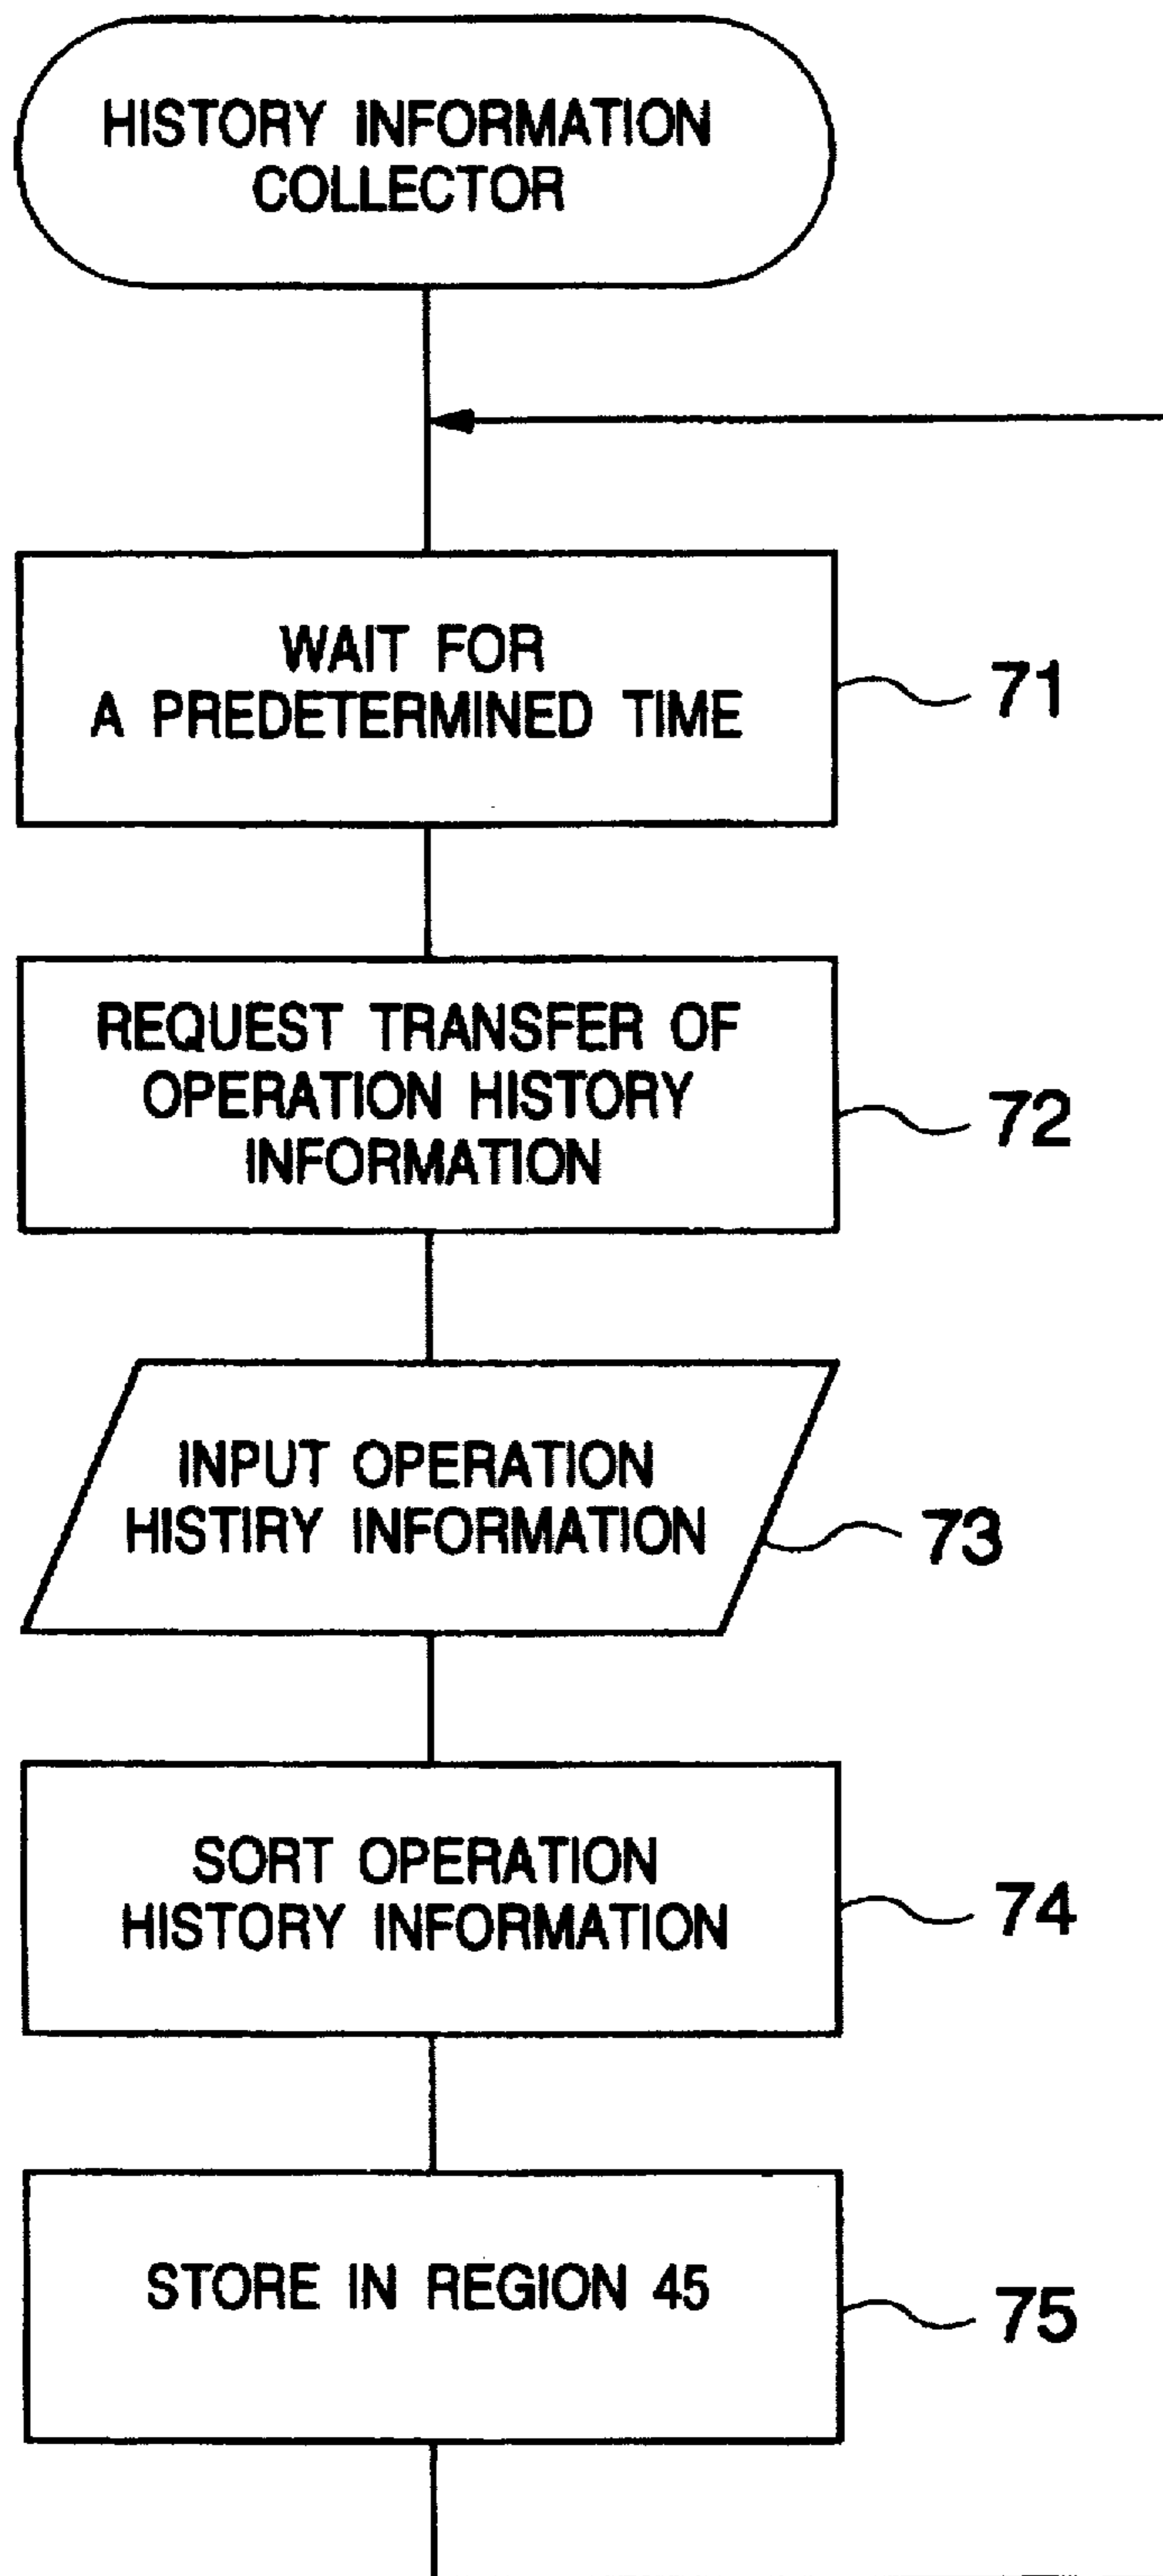 HISTORY INFORMATION
COLLECTOR
WAIT FOR
A PREDETERMINED TIME
71
REQUEST TRANSFER OF
OPERATION HISTORY
INFORMATION
72
INPUT OPERATION
HISTIRY INFORMATION
73
SORT OPERATION
HISTORY INFORMATION
74
STORE IN REGION 45
75